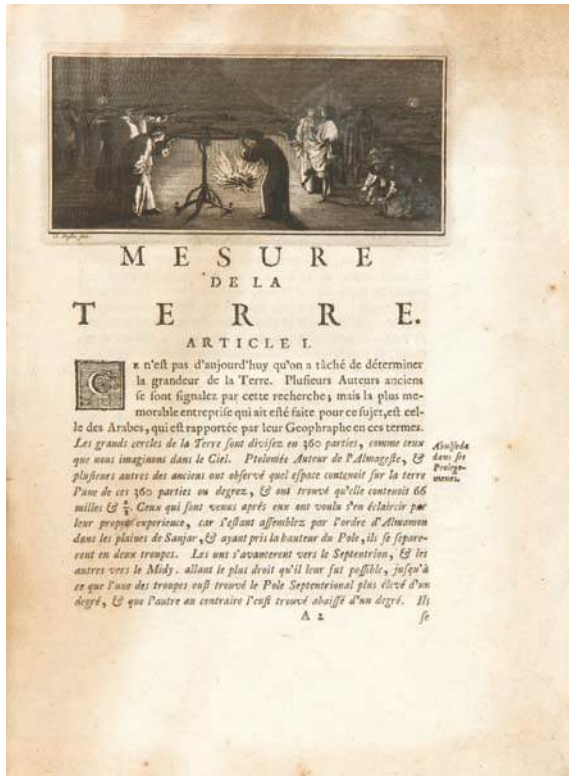 MESURE
DE LA
TERRE.
ARTICLE I.
CE n'est pas d'aujourd'huy qu'on a tâché de déterminer
la grandeur de la Terre. Plusieurs Auteurs anciens
se sont signalez par cette recherche; mais la plus me-
morable entreprise qui ait esté faite pour ce sujet, est cel-
le des Arabes, qui est rapportée par leur Geophraphe en ces termes.
Les grands cercles de la Terre sont divisez en 360 parties, comme ceux
que nous imaginons dans le Ciel. Ptolomée Auteur de l'Almageste, &
plusieurs autres des anciens ont observé quel espace contenoit sur la terre
l'une de ces 360 parties ou degrez, & ont trouvé qu'elle contenoit 66
milles & 2/3. Ceux qui sont venus aprés eux ont voulu s'en éclaircir par
leur propre experience, car s'estant assemblez par l'ordre d'Almamon
dans les plaines de Sanjar, & ayant pris la hauteur du Pole, ils se separe-
rent en deux troupes. Les uns s'avancerent vers le Septentrion, & les
autres vers le Midy. allant le plus droit qu'il leur fut possible, jusqu'à
ce que l'une des troupes eust trouvé le Pole Septentrional plus élevé d'un
degré, & que l'autre au contraire l'eust trouvé abaissé d'un degré. Ils
A 2 se
Abulfeda
dans ses
Prolego-
menes.